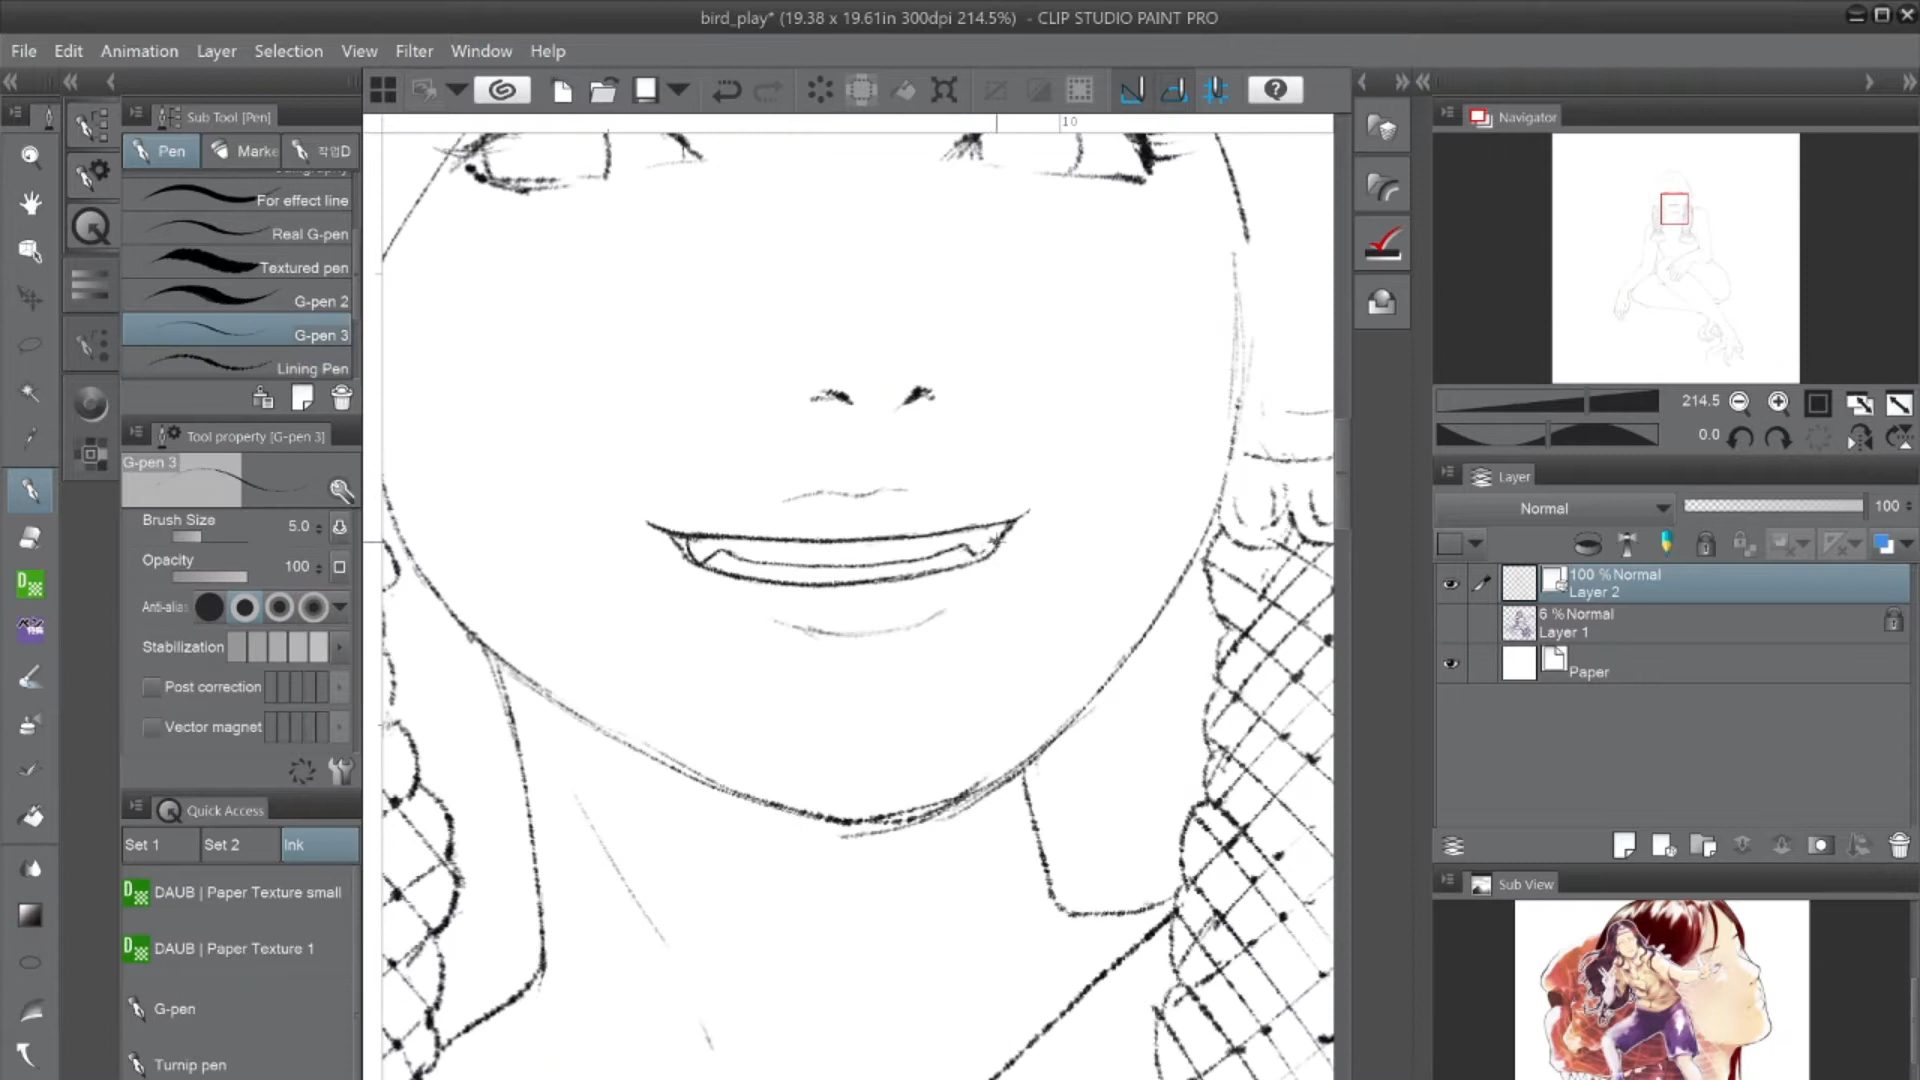 bird_play* (19.38 x 19.61in 300dpi 214.5%) - CLIP STUDIO PAINT PRO
File Edit Animation Layer Selection View Filter Window Help
Sub Tool [Pen]
Pen Marke 작업D
For effect line
Real G-pen
Textured pen
G-pen 2
G-pen 3
Lining Pen
Tool property [G-pen 3]
G-pen 3
Brush Size 5.0
Opacity 100
Anti-alias
Stabilization
Post correction
Vector magnet
Quick Access
Set 1 Set 2 Ink
DAUB | Paper Texture small
DAUB | Paper Texture 1
G-pen
Turnip pen
10
Navigator
214.5
0.0
Layer
Normal 100
100 %Normal
Layer 2
6 %Normal
Layer 1
Paper
Sub View